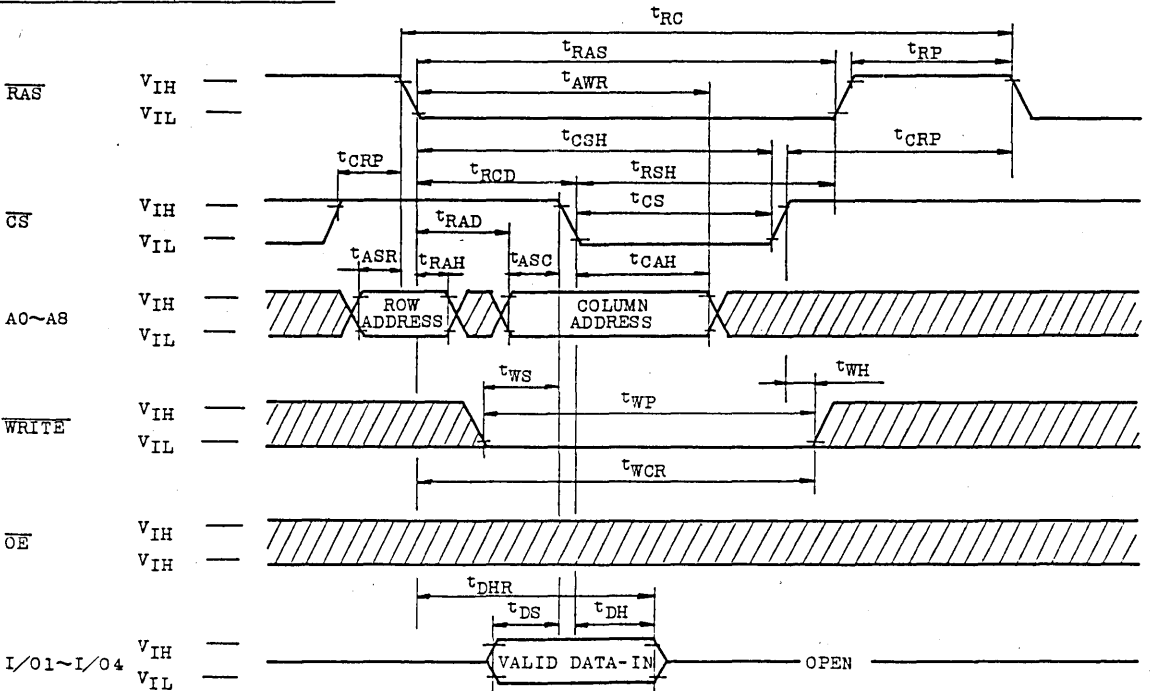 tRC
tRAS
tRP
RAS
VIH
VIL
tAWR
tCSH
tCRP
tCRP
tRCD
tRSH
CS
VIH
VIL
tRAD
tCS
tASR
tRAH
tASC
tCAH
A0~A8
VIH
VIL
ROW
ADDRESS
COLUMN
ADDRESS
tWS
tWH
WRITE
VIH
VIL
tWP
tWCR
OE
VIH
VIH
tDHR
tDS
tDH
I/O1~I/O4
VIH
VIL
VALID DATA-IN
OPEN